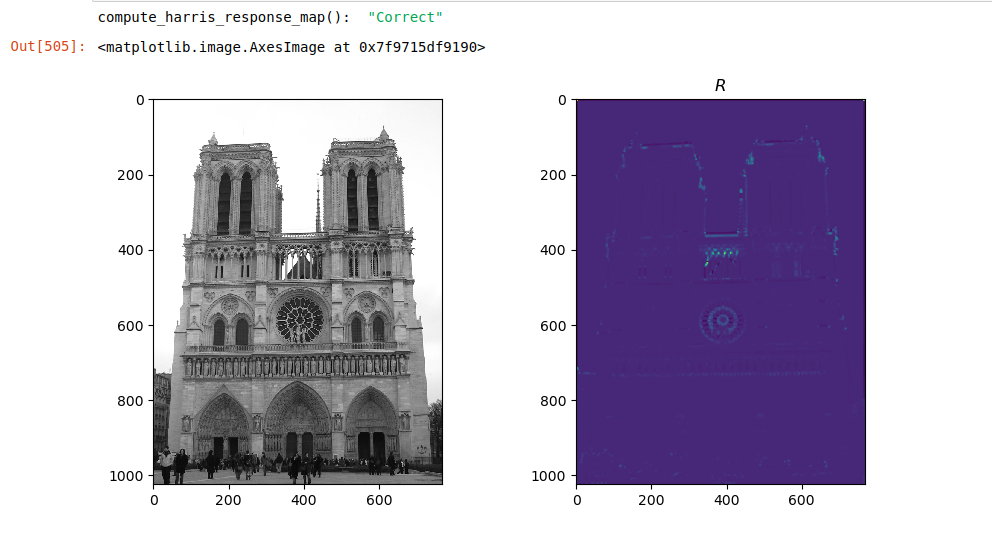 compute_harris_response_map():  "Correct"
Out[505]: <matplotlib.image.AxesImage at 0x7f9715df9190>
R
0
200
400
600
800
1000
0 200 400 600
0
200
400
600
800
1000
0 200 400 600